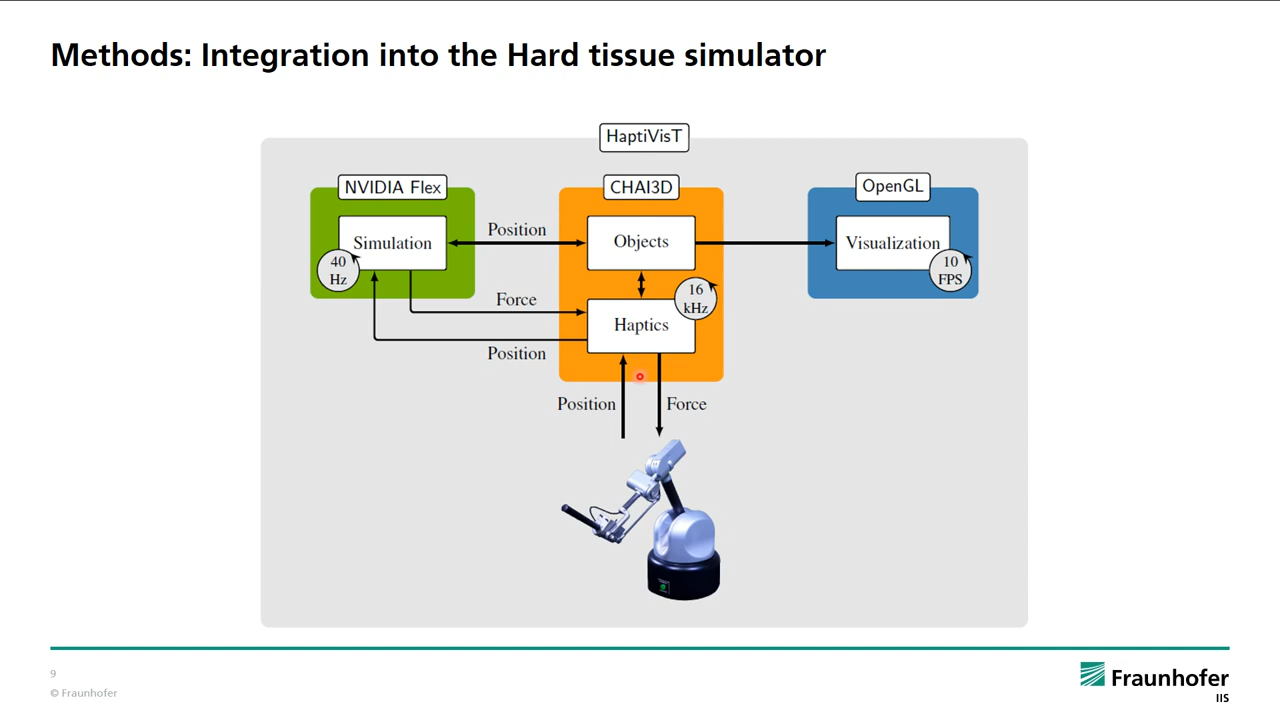 Methods: Integration into the Hard tissue simulator
HaptiVisT
NVIDIA Flex
CHAI3D
OpenGL
Simulation
Position
Objects
Visualization
40
Hz
10
FPS
16
kHz
Force
Haptics
Position
Position
Force
9
© Fraunhofer
Fraunhofer
IIS